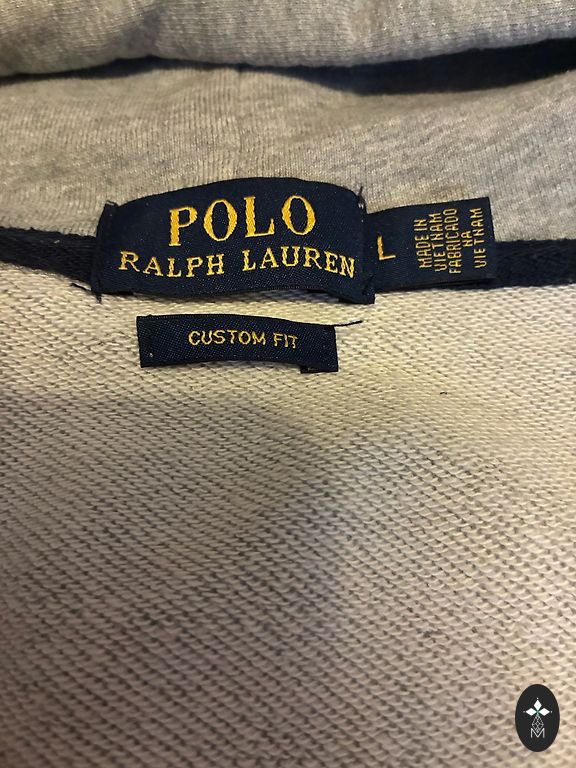 POLO
RALPH LAUREN
L
MADE IN
VIETNAM
FABRICADO
NA
VIETNAM
CUSTOM FIT
M